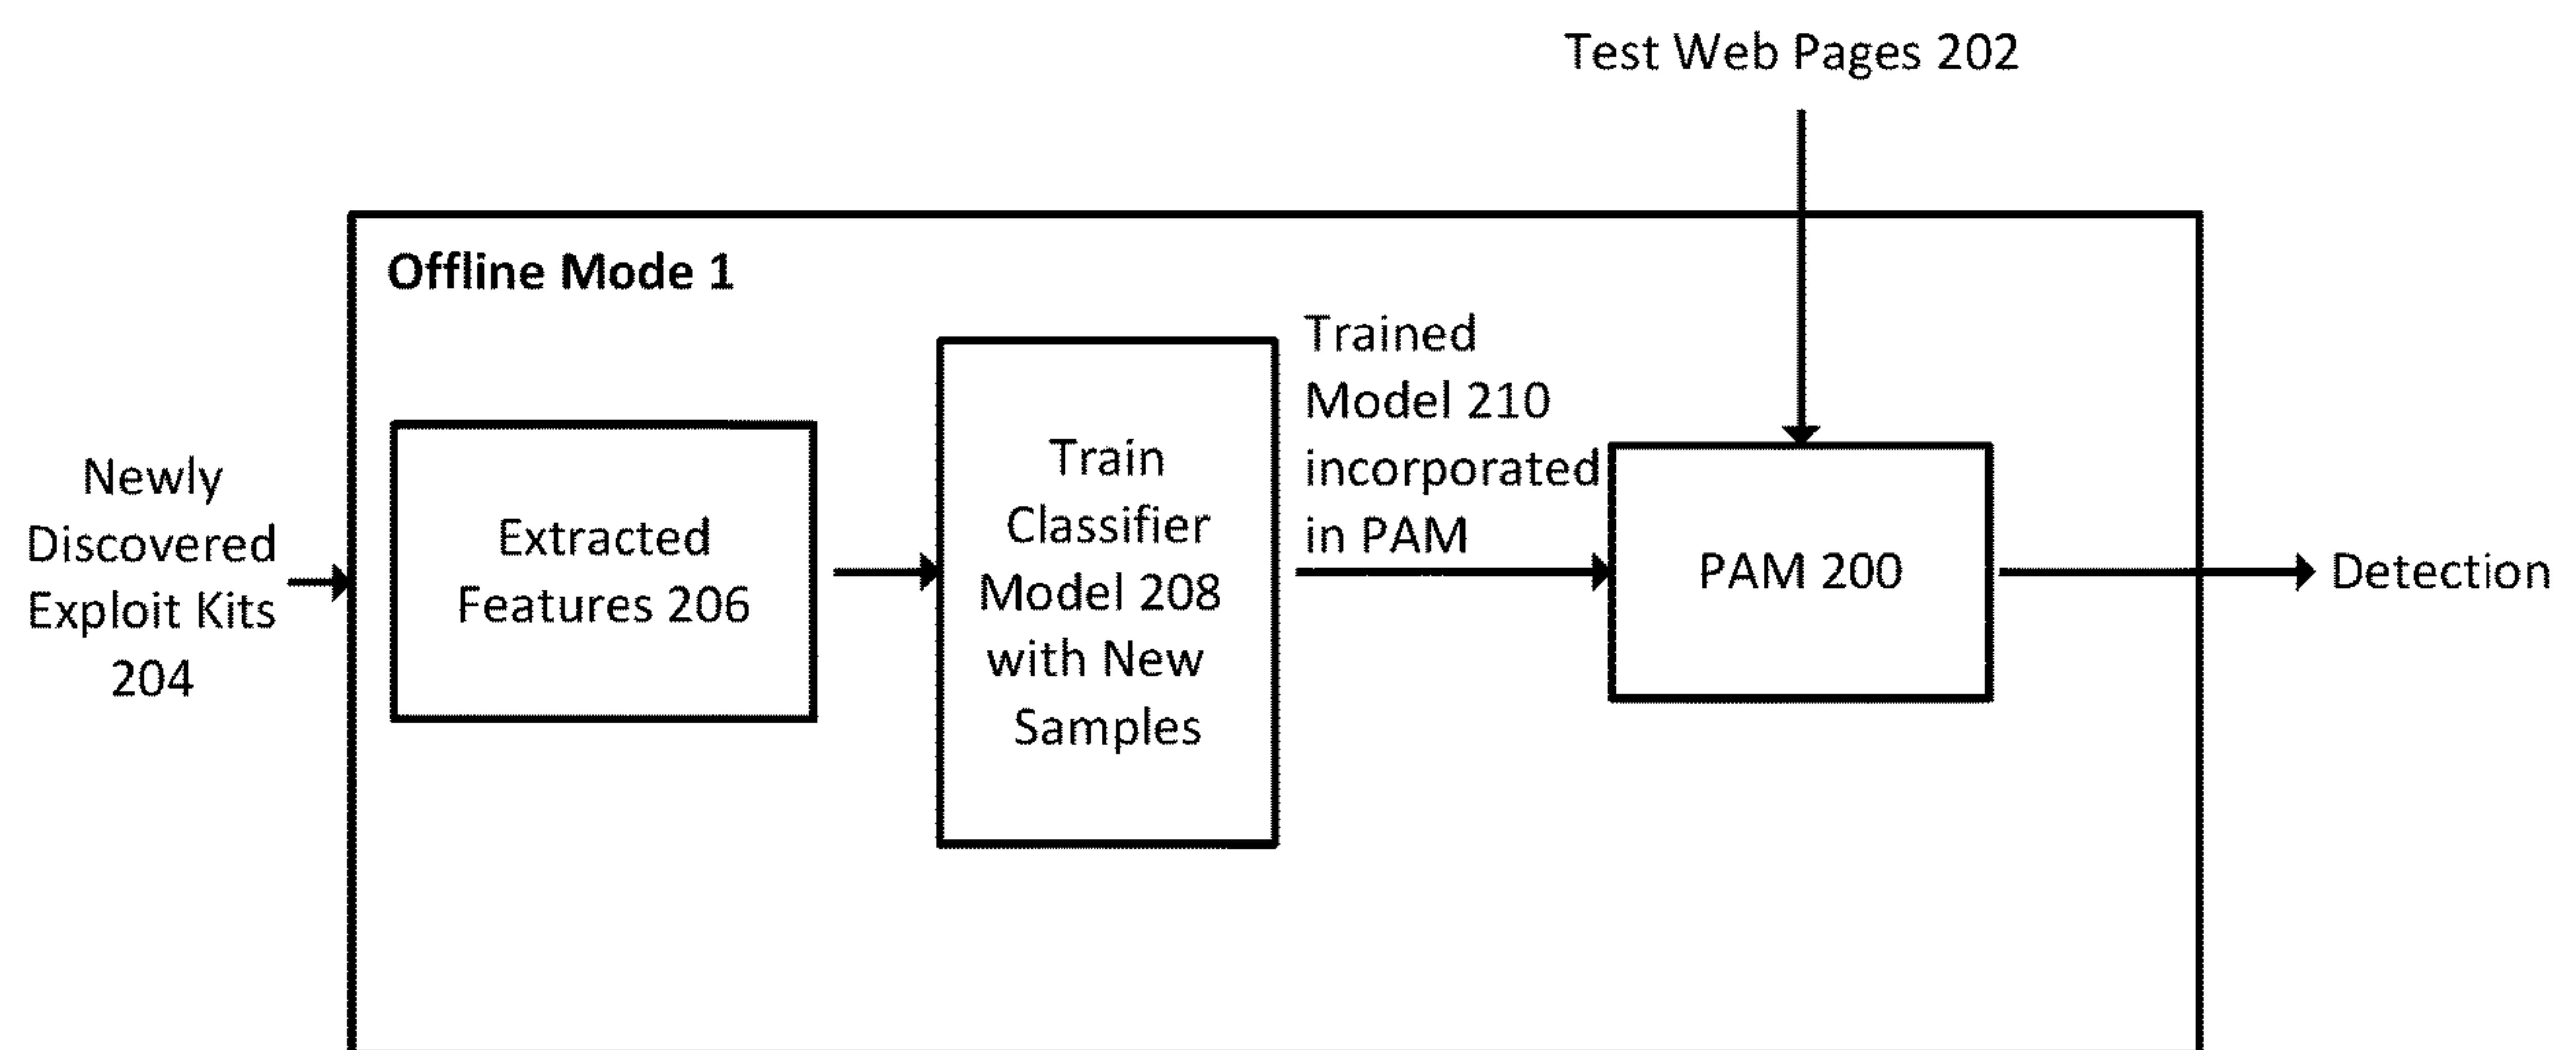 Test Web Pages 202
Offline Mode 1
Newly
Discovered
Exploit Kits
204
Extracted
Features 206
Train
Classifier
Model 208
with New
Samples
Trained
Model 210
incorporated
in PAM
PAM 200
Detection